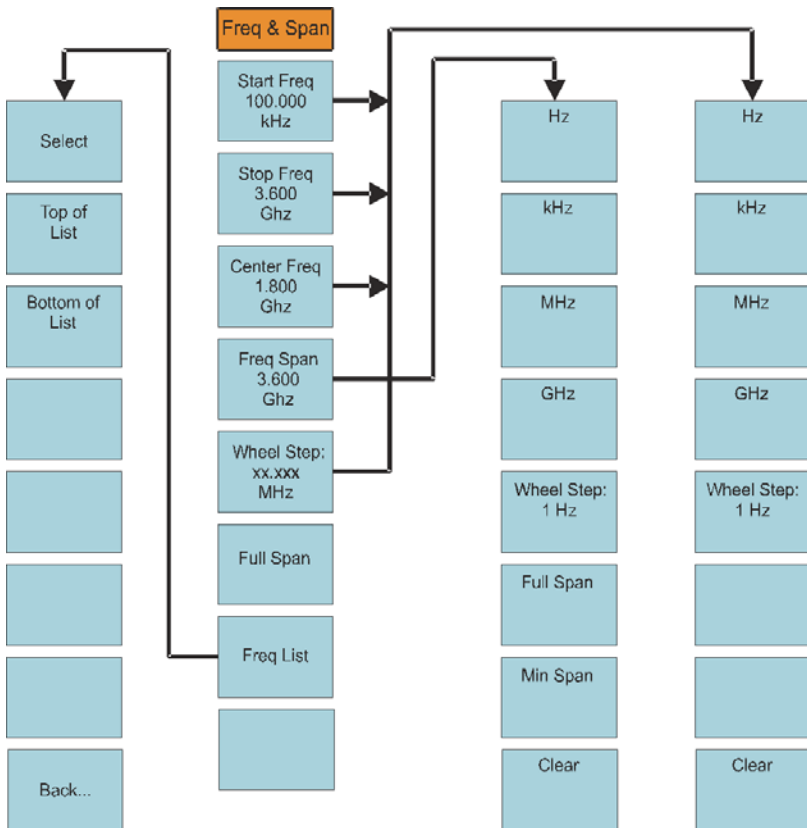 Freq & Span
Select
Top of
List
Bottom of
List
Back...
Start Freq
100.000
kHz
Stop Freq
3.600
Ghz
Center Freq
1.800
Ghz
Freq Span
3.600
Ghz
Wheel Step:
xx.xxx
MHz
Full Span
Freq List
Hz
kHz
MHz
GHz
Wheel Step:
1 Hz
Full Span
Min Span
Clear
Hz
kHz
MHz
GHz
Wheel Step:
1 Hz
Clear